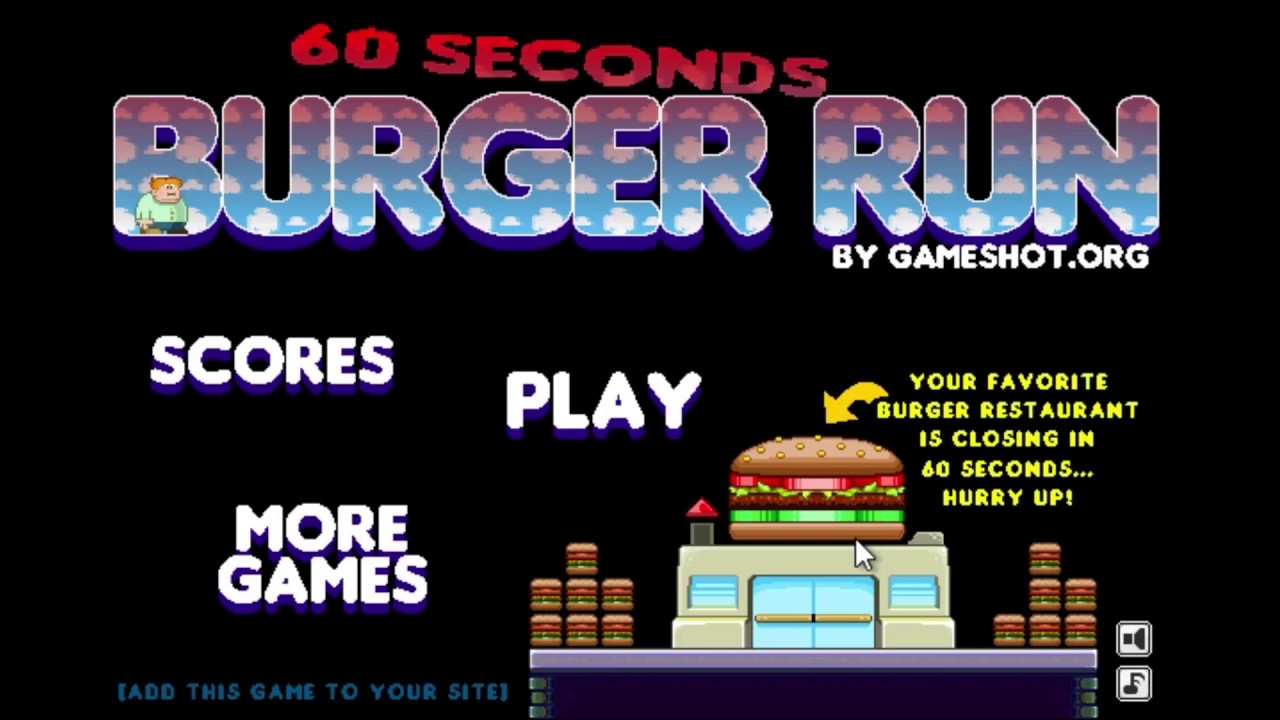 60 SECONDS
BURGER RUN
BY GAMESHOT.ORG
SCORES
PLAY
YOUR FAVORITE
BURGER RESTAURANT
IS CLOSING IN
60 SECONDS...
HURRY UP!
MORE
GAMES
[ADD THIS GAME TO YOUR SITE]